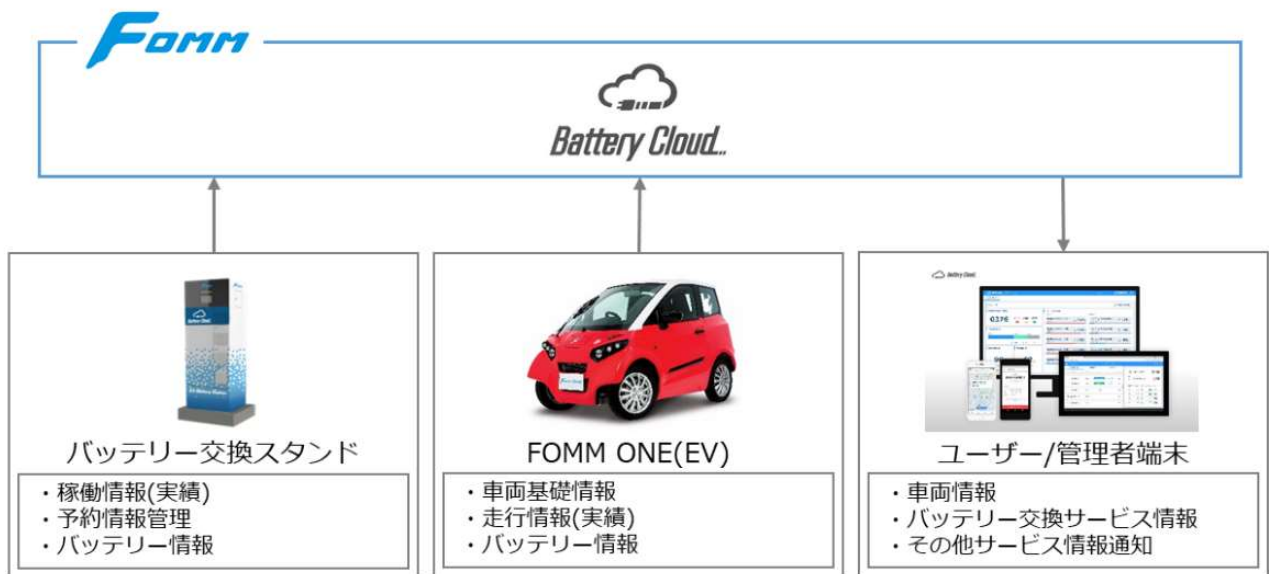 FOMM
Battery Cloud
バッテリー交換スタンド
・稼働情報(実績)
・予約情報管理
・バッテリー情報
FOMM ONE(EV)
・車両基礎情報
・走行情報(実績)
・バッテリー情報
Battery Cloud
ユーザー/管理者端末
・車両情報
・バッテリー交換サービス情報
・その他サービス情報通知